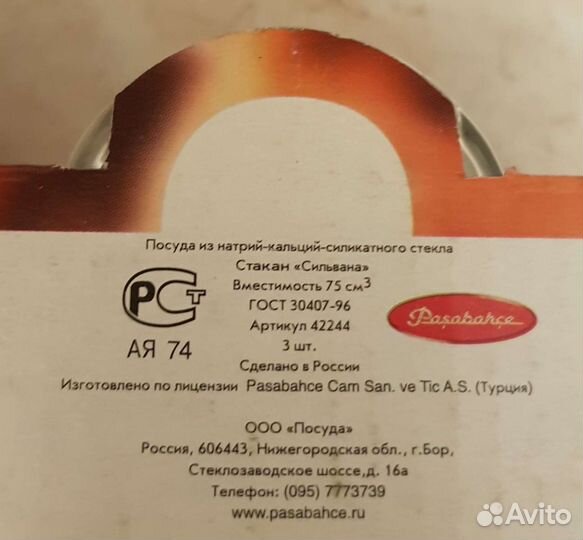 Посуда из натрий-кальций-силикатного стекла
Стакан «Сильвана»
Вместимость 75 см³
ГОСТ 30407-96
Артикул 42244
3 шт.
Сделано в России
РСТ
АЯ 74
Paşabahçe
Изготовлено по лицензии Pasabahce Cam San. ve Tic A.S. (Турция)
ООО «Посуда»
Россия, 606443, Нижегородская обл., г.Бор,
Стеклозаводское шоссе,д. 16а
Телефон: (095) 7773739
www.pasabahce.ru
Avito